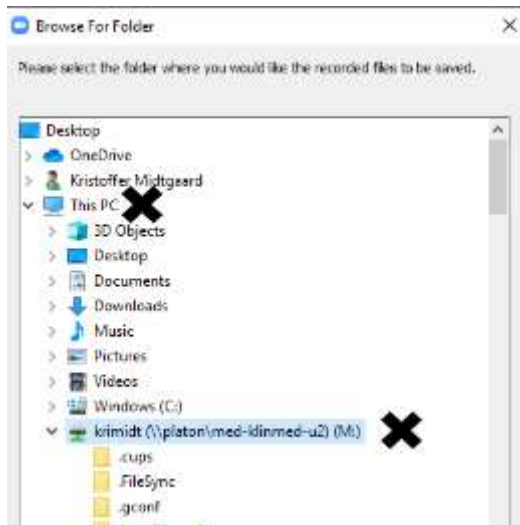 Browse For Folder
Please select the folder where you would like the recorded files to be saved.
Desktop
OneDrive
Kristoffer Midtgaard
This PC
3D Objects
Desktop
Documents
Downloads
Music
Pictures
Videos
Windows (C:)
krimidt (\\platon\med-klinmed-u2) (M:)
.cups
.FileSync
.gconf